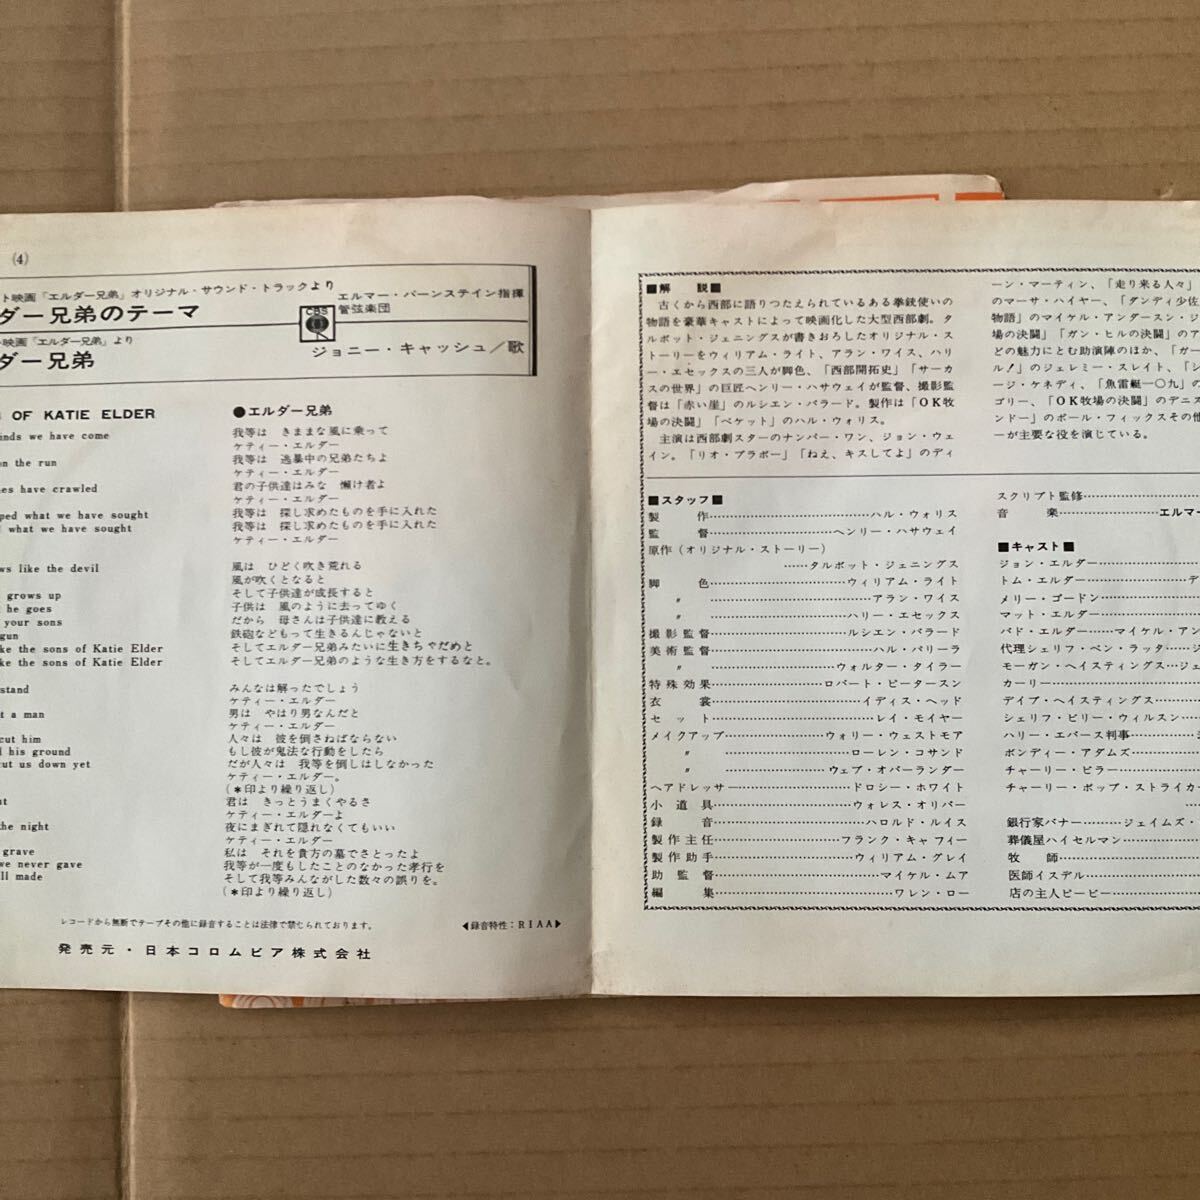 (4)
ト映画「エルダー兄弟」オリジナル・サウンド・トラックより
ダー兄弟のテーマ
エルマー・バーンステイン指揮
管弦楽団
CBS
映画「エルダー兄弟」より
ダー兄弟
ジョニー・キャッシュ／歌
OF KATIE ELDER
inds we have come
on the run
es have crawled
ped what we have sought
what we have sought
ws like the devil
grows up
he goes
your sons
gun
ke the sons of Katie Elder
ke the sons of Katie Elder
stand
t a man
cut him
his ground
cut us down yet
t
the night
grave
we never gave
ll made
●エルダー兄弟
我等は　きままな風に乗って
ケティー・エルダー
我等は　逃暴中の兄弟たちよ
ケティー・エルダー
君の子供達はみな　懶け者よ
ケティー・エルダー
我等は　探し求めたものを手に入れた
我等は　探し求めたものを手に入れた
ケティー・エルダー
風は　ひどく吹き荒れる
風が吹くとなると
そして子供達が成長すると
子供は　風のように去ってゆく
だから　母さんは子供達に教える
鉄砲などもって生きるんじゃないと
そしてエルダー兄弟みたいに生きちゃだめと
そしてエルダー兄弟のような生き方をするなと。
みんなは解ったでしょう
ケティー・エルダー
男は　やはり男なんだと
ケティー・エルダー
人々は　彼を倒さねばならない
もし彼が鬼法な行動をしたら
だが人々は　我等を倒しはしなかった
ケティー・エルダー。
(＊印より繰り返し)
君は　きっとうまくやるさ
ケティー・エルダーよ
夜にまぎれて隠れなくてもいい
ケティー・エルダー
私は　それを貴方の墓でさとったよ
我等が一度もしたことのなかった孝行を
そして我等みんながした数々の誤りを。
(＊印より繰り返し)
レコードから無断でテープその他に録音することは法律で禁じられております。
◀録音特性：RIAA▶
発売元・日本コロムビア株式会社
■解　説■
古くから西部に語りつたえられているある拳銃使いの
物語を豪華キャストによって映画化した大型西部劇。タ
ルボット・ジェニングスが書きおろしたオリジナル・ス
トーリーをウィリアム・ライト、アラン・ワイス、ハリ
ー・エセックスの三人が脚色、「西部開拓史」「サーカ
スの世界」の巨匠ヘンリー・ハサウェイが監督、撮影監
督は「赤い崖」のルシエン・バラード。製作は「OK牧
場の決闘」「ベケット」のハル・ウォリス。
主演は西部劇スターのナンバー・ワン、ジョン・ウェ
イン。「リオ・ブラボー」「ねえ、キスしてよ」のディ
ーン・マーティン、「走り来る人々」
のマーサ・ハイヤー、「ダンディ少佐
物語」のマイケル・アンダースン・ジ
場の決闘」「ガン・ヒルの決闘」のア
どの魅力にとむ助演陣のほか、「ガー
ル！」のジェレミー・スレイト、「シ
ージ・ケネディ、「魚雷艇一〇九」の
ゴリー、「OK牧場の決闘」のデニス
ンドー」のポール・フィックスその他
ーが主要な役を演じている。
■スタッフ■
製　作……ハル・ウォリス
監　督……ヘンリー・ハサウェイ
原作(オリジナル・ストーリー)
……タルボット・ジェニングス
脚　色……ウィリアム・ライト
〃　……アラン・ワイス
〃　……ハリー・エセックス
撮影監督……ルシエン・バラード
美術監督……ハル・パリーラ
〃　……ウォルター・タイラー
特殊効果……ロバート・ピータースン
衣　裳……イディス・ヘッド
セット……レイ・モイヤー
メイクアップ……ウォリー・ウェストモア
〃　……ローレン・コサンド
〃　……ウェブ・オバーランダー
ヘアドレッサー……ドロシー・ホワイト
小道具……ウォレス・オリバー
録　音……ハロルド・ルイス
製作主任……フランク・キャフィー
製作助手……ウィリアム・グレイ
助監督……マイケル・ムア
編　集……ワレン・ロー
スクリプト監修……
音　楽……エルマー
■キャスト■
ジョン・エルダー……
トム・エルダー……デ
メリー・ゴードン……
マット・エルダー……
バド・エルダー……マイケル・アン
代理シェリフ・ベン・ラッタ……ジ
モーガン・ヘイスティングス…ジェ
カーリー……
デイブ・ヘイスティングス……
シェリフ・ビリー・ウィルスン……
ハリー・エバース判事……
ボンディー・アダムズ……
チャーリー・ビラー……
チャーリー・ボップ・ストライカー
……
銀行家バナー……ジェイムズ・
葬儀屋ハイセルマン……
牧　師……
医師イスデル……
店の主人ビービー……